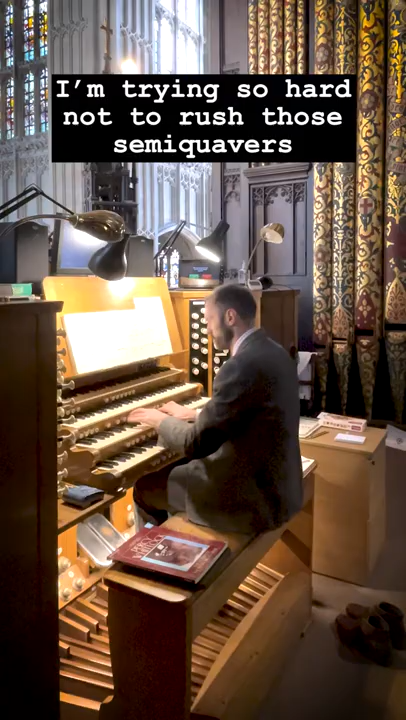 I'm trying so hard
not to rush those
semiquavers